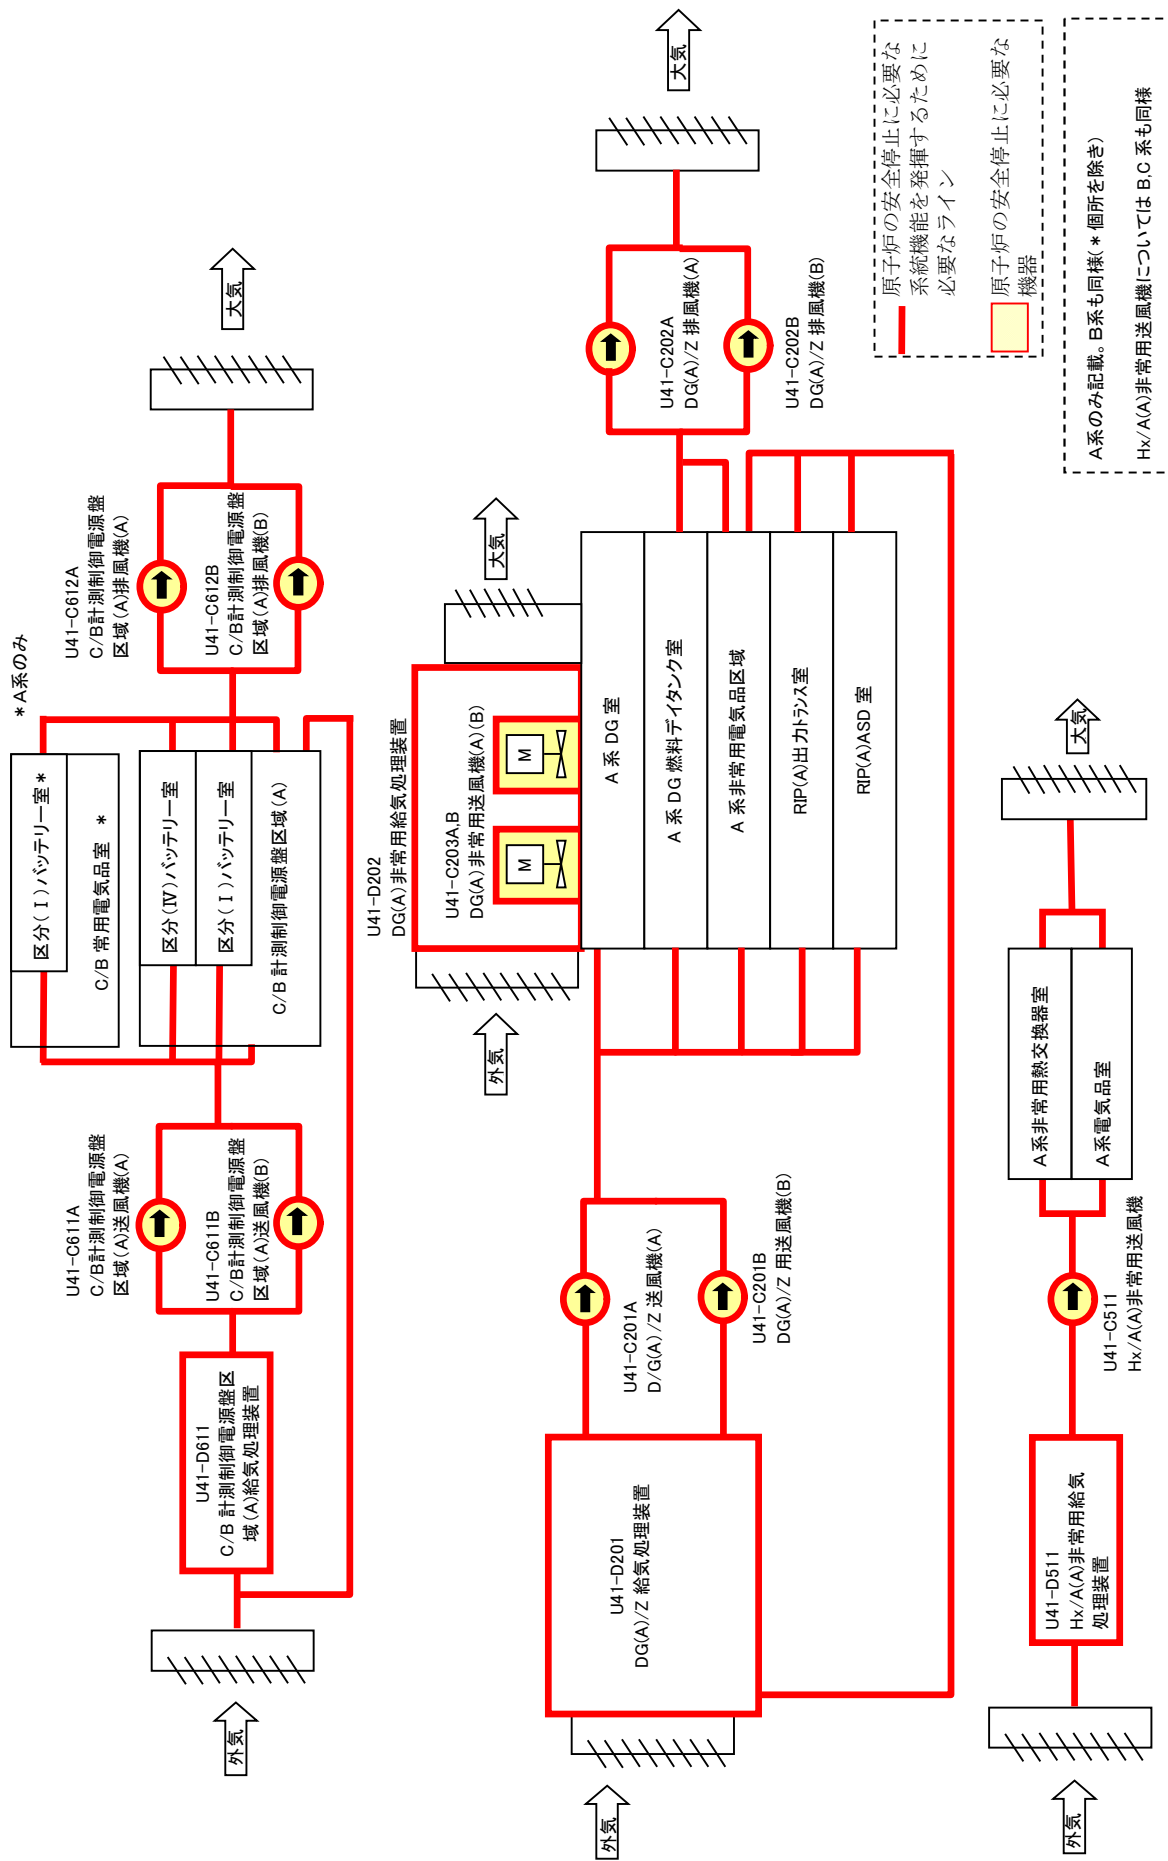 外気
U41-D611
C/B 計測制御電源盤区
域(A)給気処理装置
U41-C611A
C/B計測制御電源盤
区域(A)送風機(A)
U41-C611B
C/B計測制御電源盤
区域(A)送風機(B)
区分(Ⅰ)バッテリー室*
C/B 常用電気品室 *
区分(Ⅳ)バッテリー室
区分(Ⅰ)バッテリー室
C/B 計測制御電源盤区域(A)
*A系のみ
U41-C612A
C/B計測制御電源盤
区域(A)排風機(A)
U41-C612B
C/B計測制御電源盤
区域(A)排風機(B)
大気
外気
U41-D202
DG(A)非常用給気処理装置
U41-C203A,B
DG(A)非常用送風機(A)(B)
M
M
大気
外気
U41-D201
DG(A)/Z 給気処理装置
U41-C201A
D/G(A)/Z 送風機(A)
U41-C201B
DG(A)/Z 用送風機(B)
A系 DG 室
A系 DG 燃料デイタンク室
A系非常用電気品区域
RIP(A)出力トランス室
RIP(A)ASD 室
U41-C202A
DG(A)/Z 排風機(A)
U41-C202B
DG(A)/Z 排風機(B)
大気
外気
U41-D511
Hx/A(A)非常用給気
処理装置
U41-C511
Hx/A(A)非常用送風機
A系非常用熱交換器室
A系電気品室
大気
原子炉の安全停止に必要な
系統機能を発揮するために
必要なライン
原子炉の安全停止に必要な
機器
A系のみ記載。B系も同様(*個所を除き)
Hx/A(A)非常用送風機については B,C 系も同様